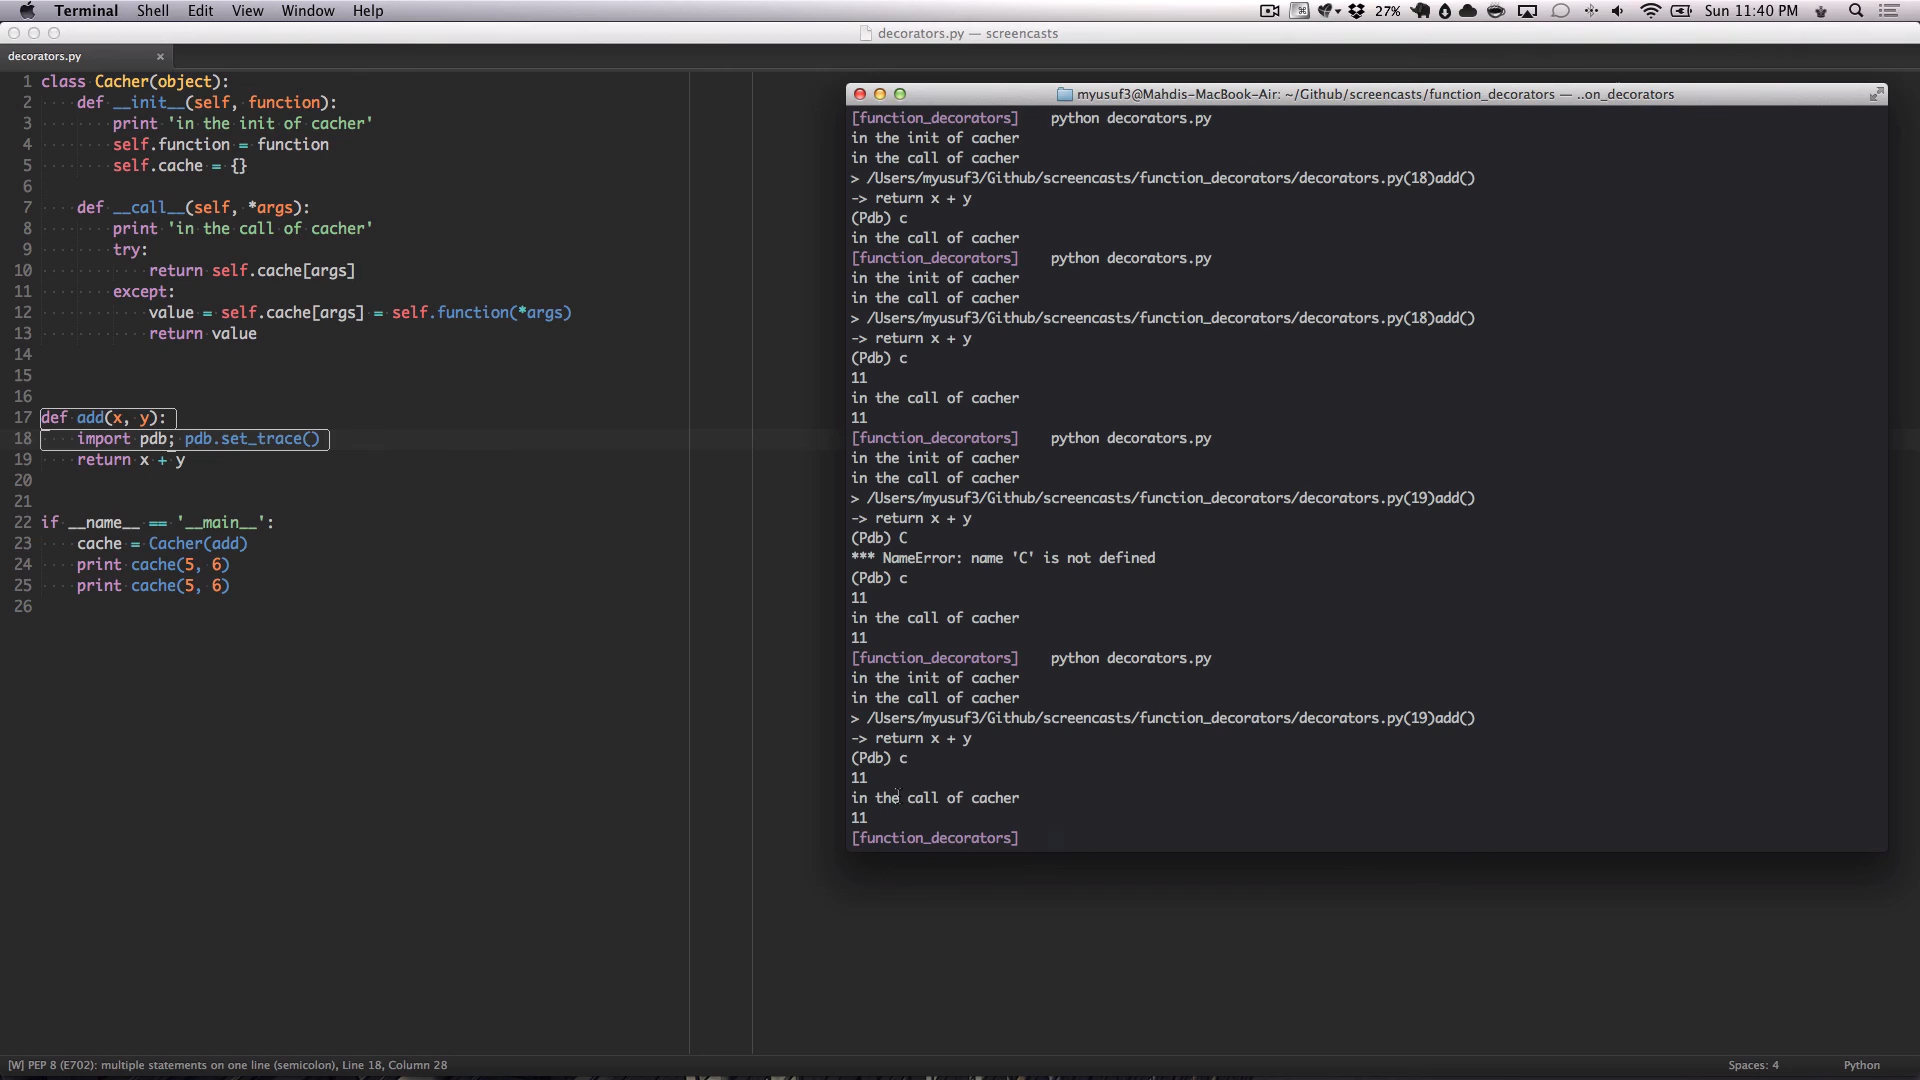 Terminal Shell Edit View Window Help 27% Sun 11:40 PM
decorators.py — screencasts
decorators.py ×
1 class Cacher(object):
2 def __init__(self, function):
3 print 'in the init of cacher'
4 self.function = function
5 self.cache = {}
6
7 def __call__(self, *args):
8 print 'in the call of cacher'
9 try:
10 return self.cache[args]
11 except:
12 value = self.cache[args] = self.function(*args)
13 return value
14
15
16
17 def add(x, y):
18 import pdb; pdb.set_trace()
19 return x + y
20
21
22 if __name__ == '__main__':
23 cache = Cacher(add)
24 print cache(5, 6)
25 print cache(5, 6)
26
myusuf3@Mahdis-MacBook-Air: ~/Github/screencasts/function_decorators — ..on_decorators
[function_decorators] python decorators.py
in the init of cacher
in the call of cacher
> /Users/myusuf3/Github/screencasts/function_decorators/decorators.py(18)add()
-> return x + y
(Pdb) c
in the call of cacher
[function_decorators] python decorators.py
in the init of cacher
in the call of cacher
> /Users/myusuf3/Github/screencasts/function_decorators/decorators.py(18)add()
-> return x + y
(Pdb) c
11
in the call of cacher
11
[function_decorators] python decorators.py
in the init of cacher
in the call of cacher
> /Users/myusuf3/Github/screencasts/function_decorators/decorators.py(19)add()
-> return x + y
(Pdb) C
*** NameError: name 'C' is not defined
(Pdb) c
11
in the call of cacher
11
[function_decorators] python decorators.py
in the init of cacher
in the call of cacher
> /Users/myusuf3/Github/screencasts/function_decorators/decorators.py(19)add()
-> return x + y
(Pdb) c
11
in the call of cacher
11
[function_decorators]
[W] PEP 8 (E702): multiple statements on one line (semicolon), Line 18, Column 28 Spaces: 4 Python